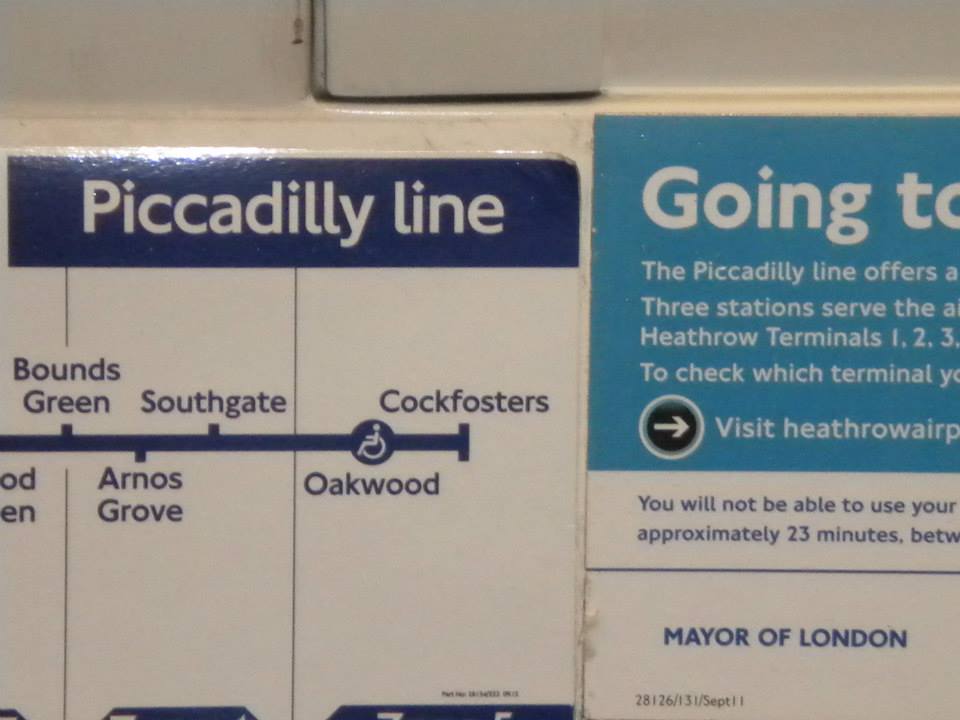 Piccadilly line
Bounds
Green
Southgate
Cockfosters
od
en
Arnos
Grove
Oakwood
Going to
The Piccadilly line offers a
Three stations serve the ai
Heathrow Terminals 1, 2, 3,
To check which terminal yo
Visit heathrowairp
You will not be able to use your
approximately 23 minutes, betw
MAYOR OF LONDON
28126/131/Sept11